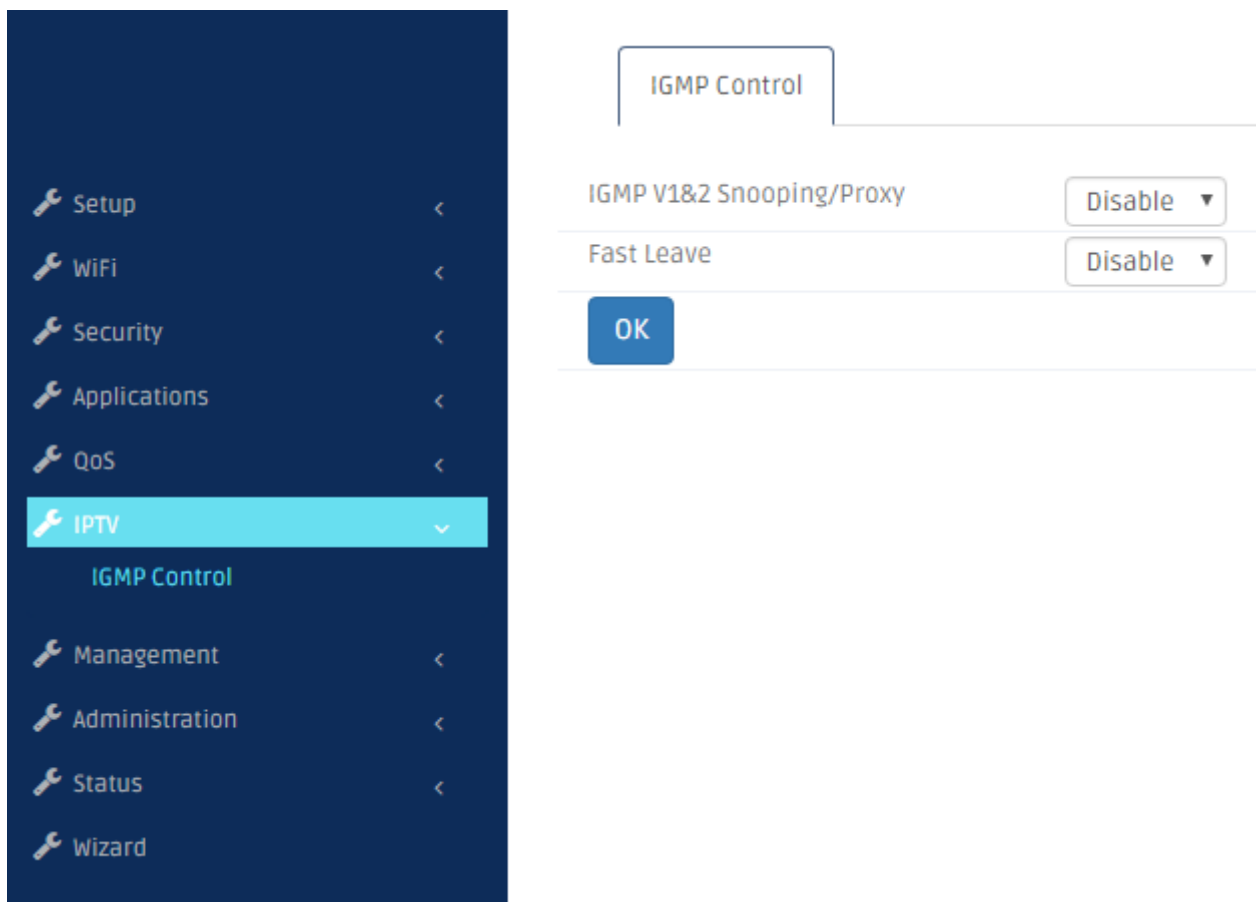 Setup
WiFi
Security
Applications
QoS
IPTV
IGMP Control
Management
Administration
Status
Wizard
IGMP Control
IGMP V1&2 Snooping/Proxy
Disable
Fast Leave
Disable
OK